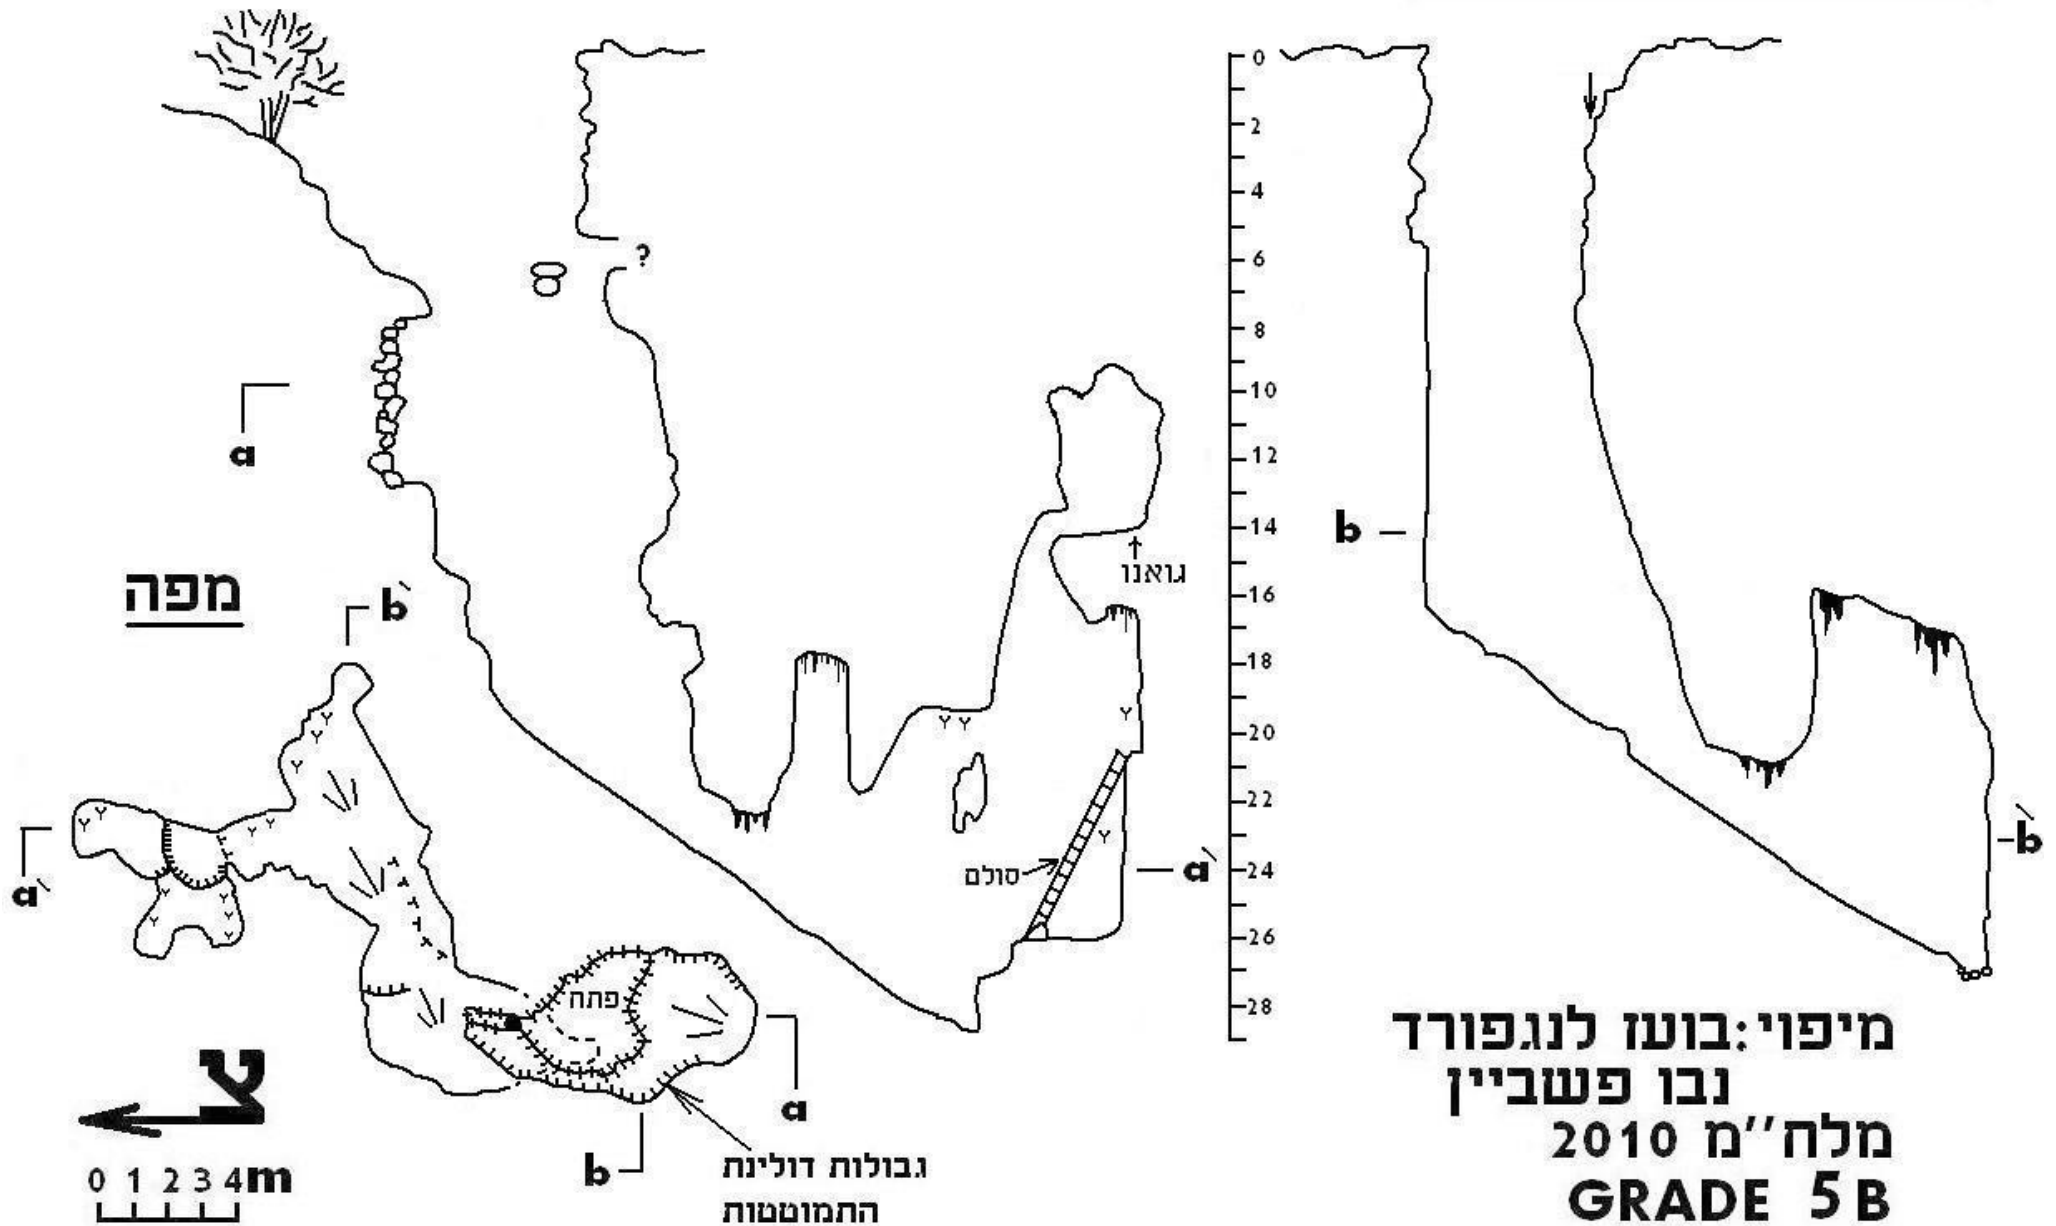 ?
0
2
4
6
8
10
12
14
16
18
20
22
24
26
28
a
b
גואנו
מפה
b'
a'
סולם
a'
b'
פתח
a
b
צ
0 1 2 3 4m
גבולות דולינת
התמוטטות
מיפוי: בועז לנגפורד
נבו פשביין
מלח''מ 2010
GRADE 5B